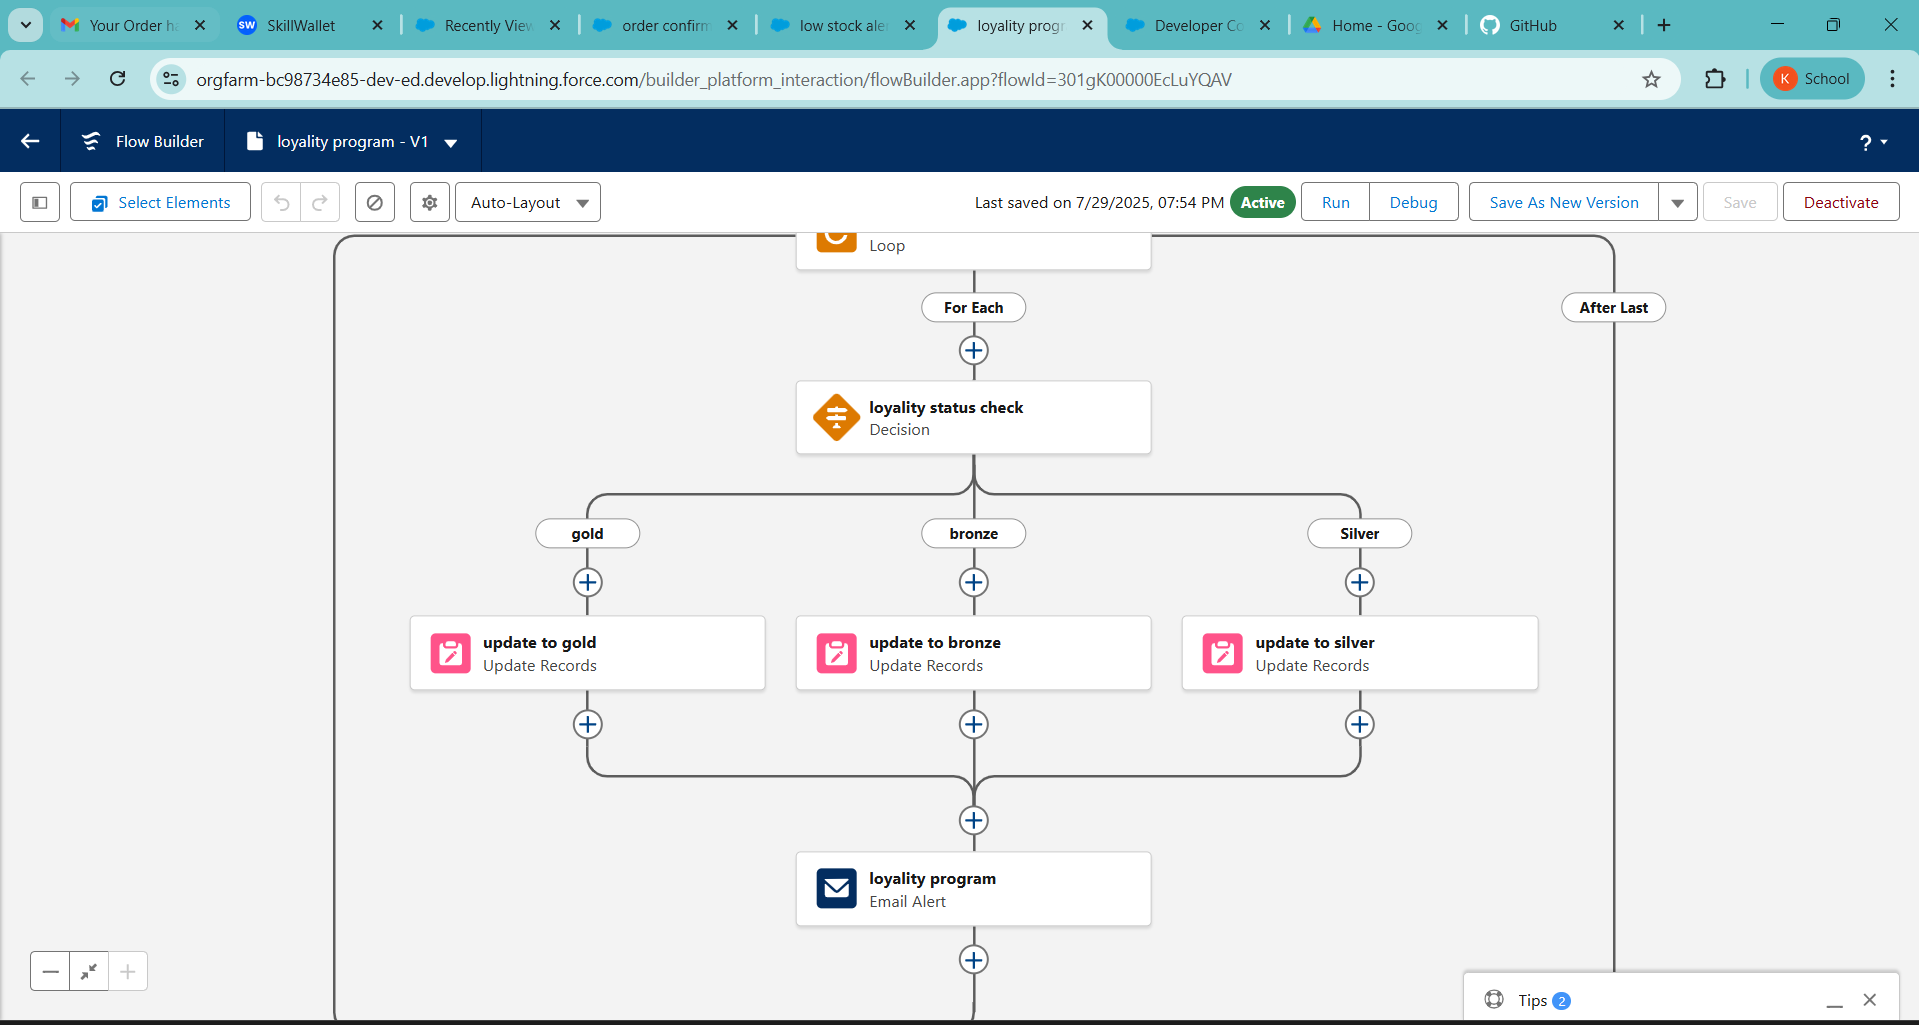 Your Order ha
SW SkillWallet
Recently View
order confirm
low stock ale
loyality progr
Developer Co
Home - Goog
GitHub
orgfarm-bc98734e85-dev-ed.develop.lightning.force.com/builder_platform_interaction/flowBuilder.app?flowId=301gK00000EcLuYQAV
K School
Flow Builder
loyality program - V1
?
Select Elements
Auto-Layout
Last saved on 7/29/2025, 07:54 PM
Active
Run
Debug
Save As New Version
Save
Deactivate
Loop
For Each
After Last
loyality status check
Decision
gold
bronze
Silver
update to gold
Update Records
update to bronze
Update Records
update to silver
Update Records
loyality program
Email Alert
Tips 2